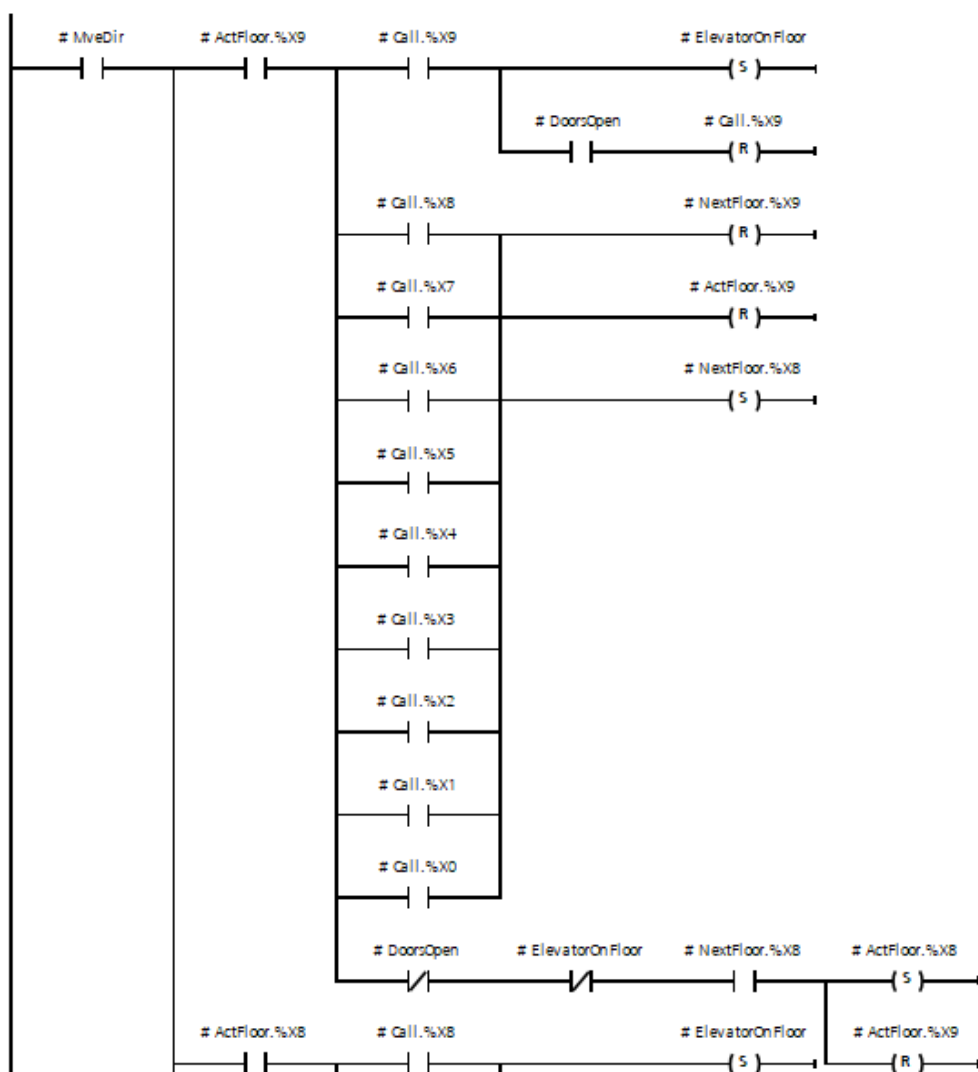 # MveDir # ActFloor.%X9 # Call.%X9 # ElevatorOnFloor
S
# DoorsOpen # Call.%X9
R
# Call.%X8 # NextFloor.%X9
R
# Call.%X7 # ActFloor.%X9
R
# Call.%X6 # NextFloor.%X8
S
# Call.%X5
# Call.%X4
# Call.%X3
# Call.%X2
# Call.%X1
# Call.%X0
# DoorsOpen # ElevatorOnFloor # NextFloor.%X8 # ActFloor.%X8
S
# ActFloor.%X8 # Call.%X8 # ElevatorOnFloor # ActFloor.%X9
S R